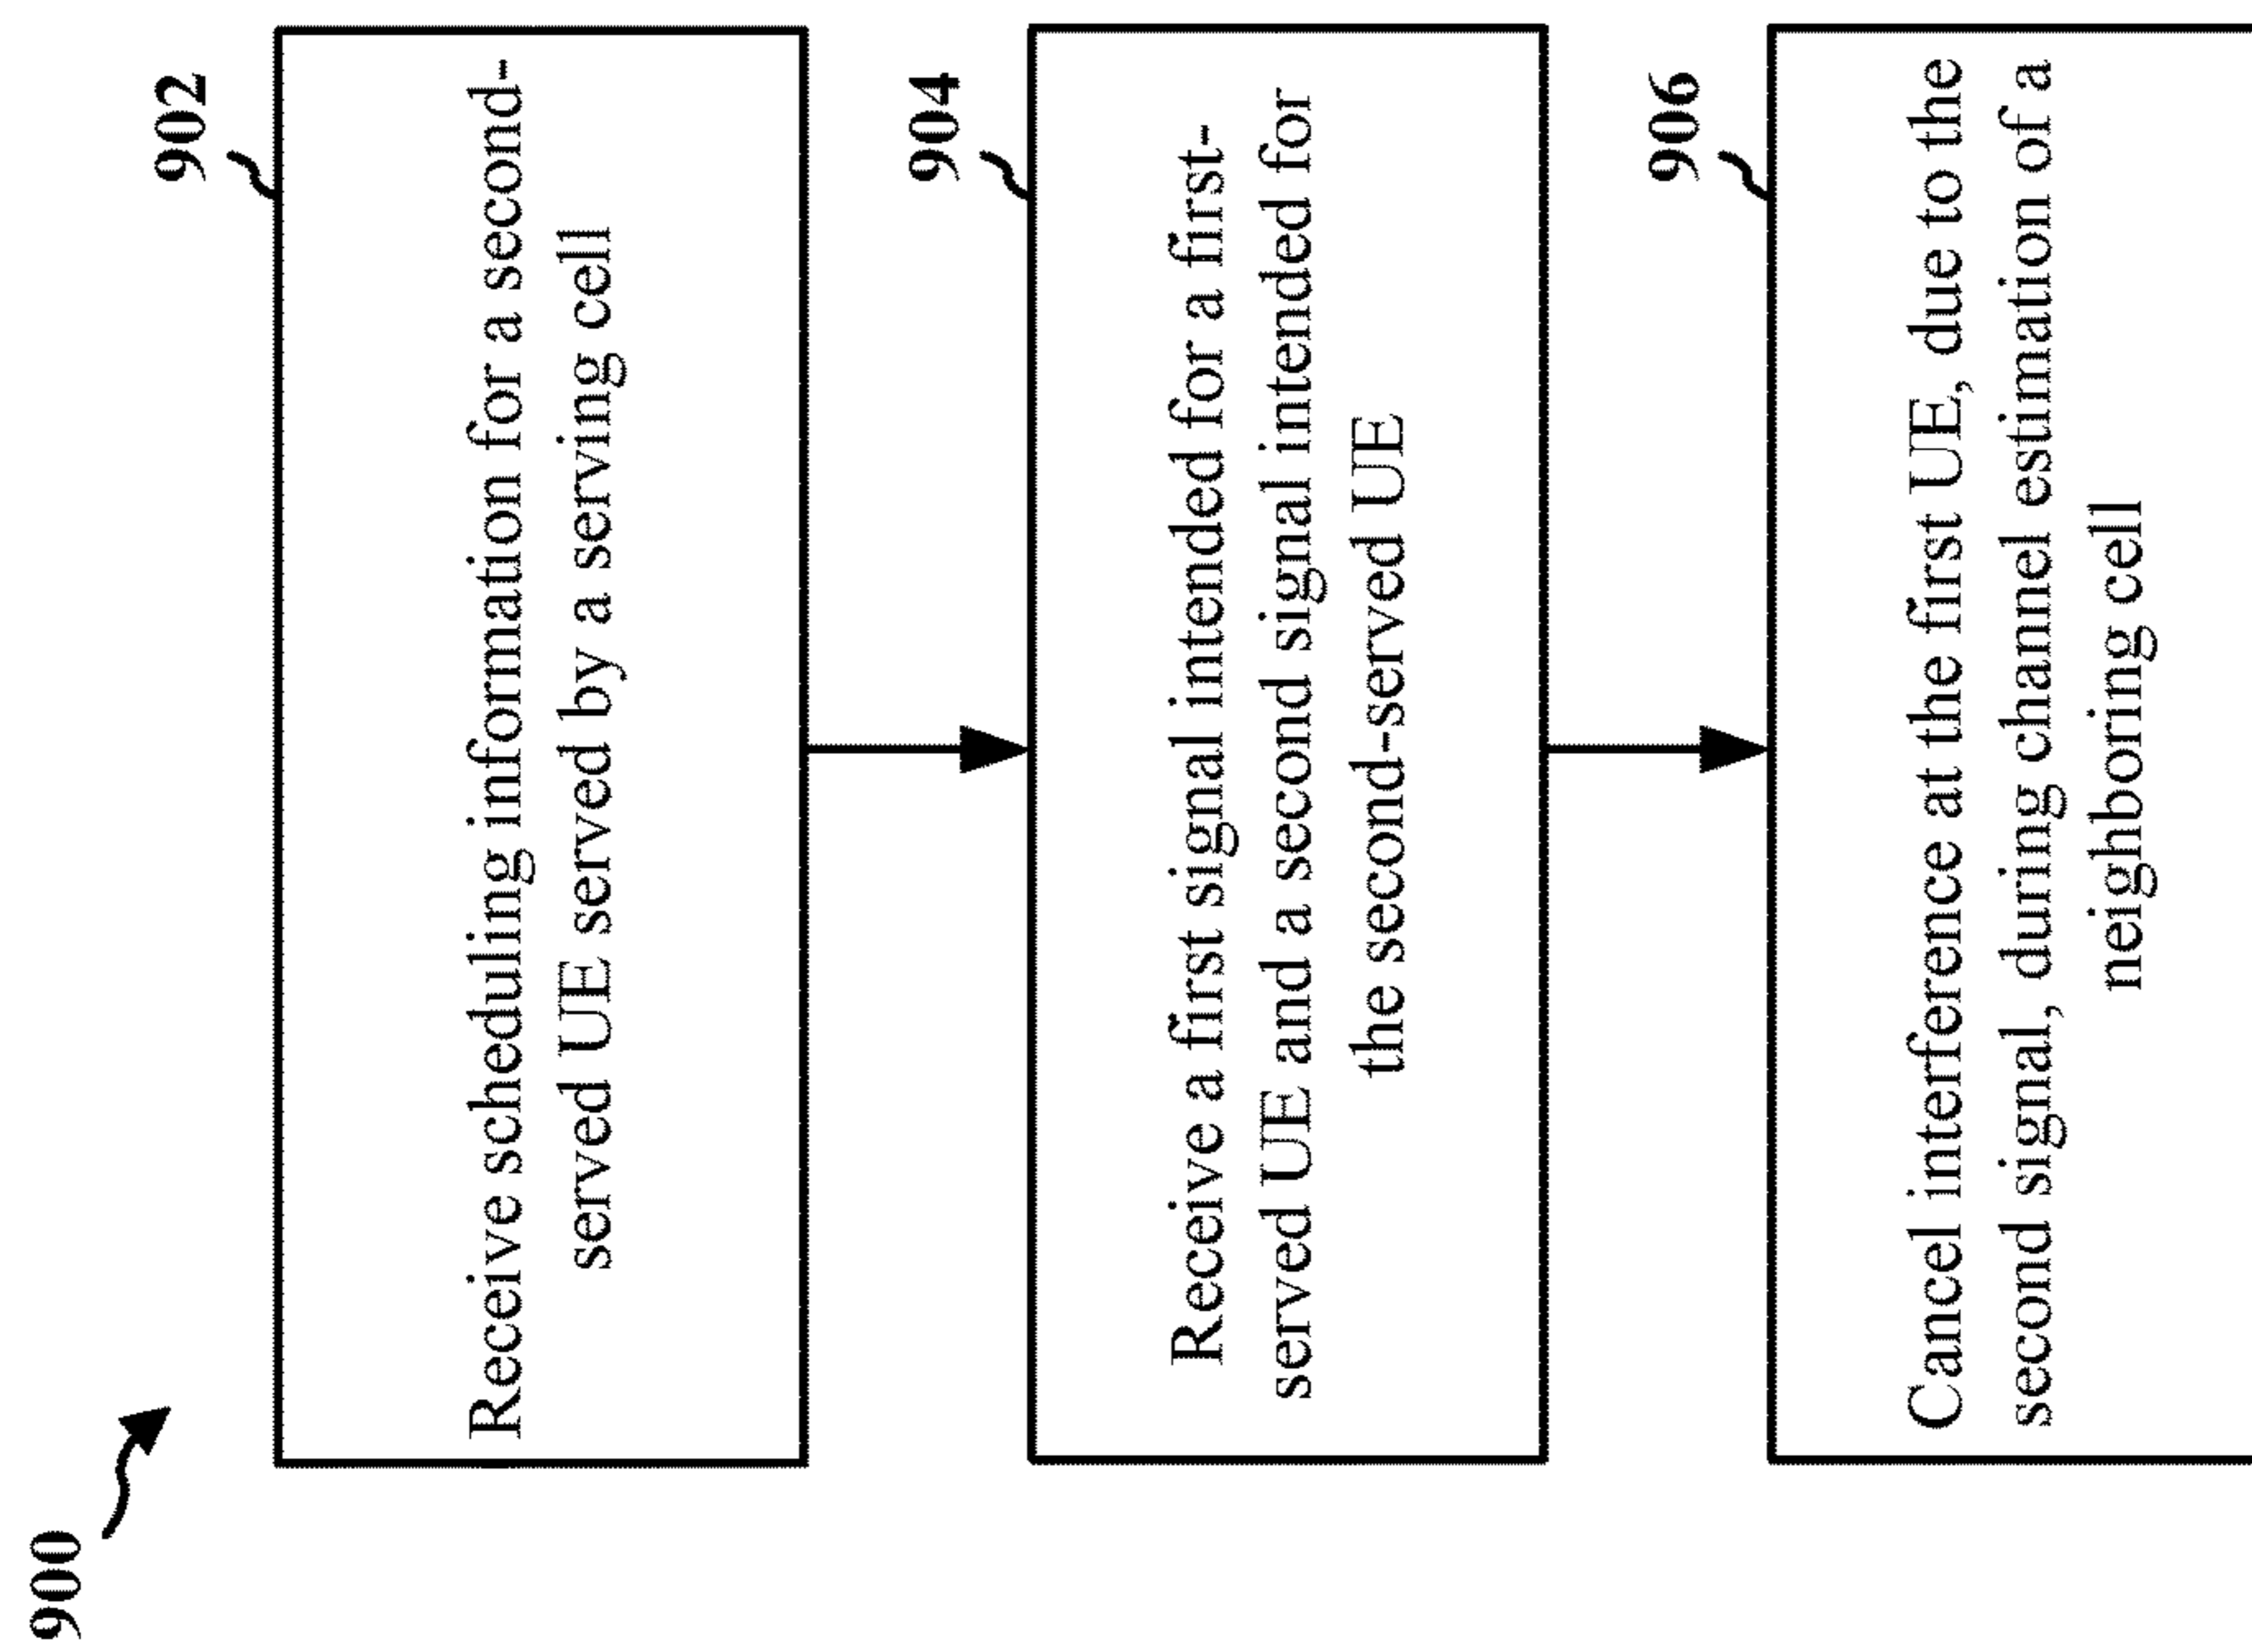 900
902
Receive scheduling information for a second-
served UE served by a serving cell
904
Receive a first signal intended for a first-
served UE and a second signal intended for
the second-served UE
906
Cancel interference at the first UE, due to the
second signal, during channel estimation of a
neighboring cell